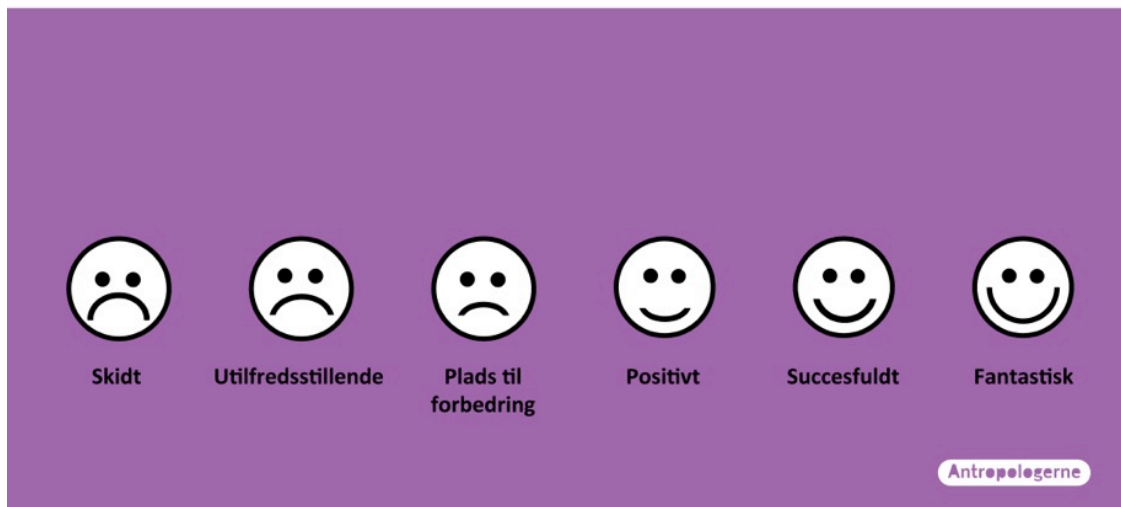 Skidt
Utilfredsstillende
Plads til
forbedring
Positivt
Succesfuldt
Fantastisk
Antropologerne